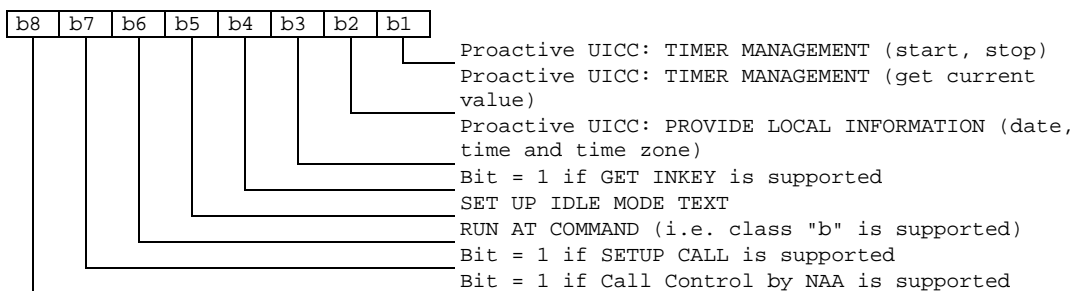 b8 b7 b6 b5 b4 b3 b2 b1
Proactive UICC: TIMER MANAGEMENT (start, stop)
Proactive UICC: TIMER MANAGEMENT (get current
value)
Proactive UICC: PROVIDE LOCAL INFORMATION (date,
time and time zone)
Bit = 1 if GET INKEY is supported
SET UP IDLE MODE TEXT
RUN AT COMMAND (i.e. class "b" is supported)
Bit = 1 if SETUP CALL is supported
Bit = 1 if Call Control by NAA is supported